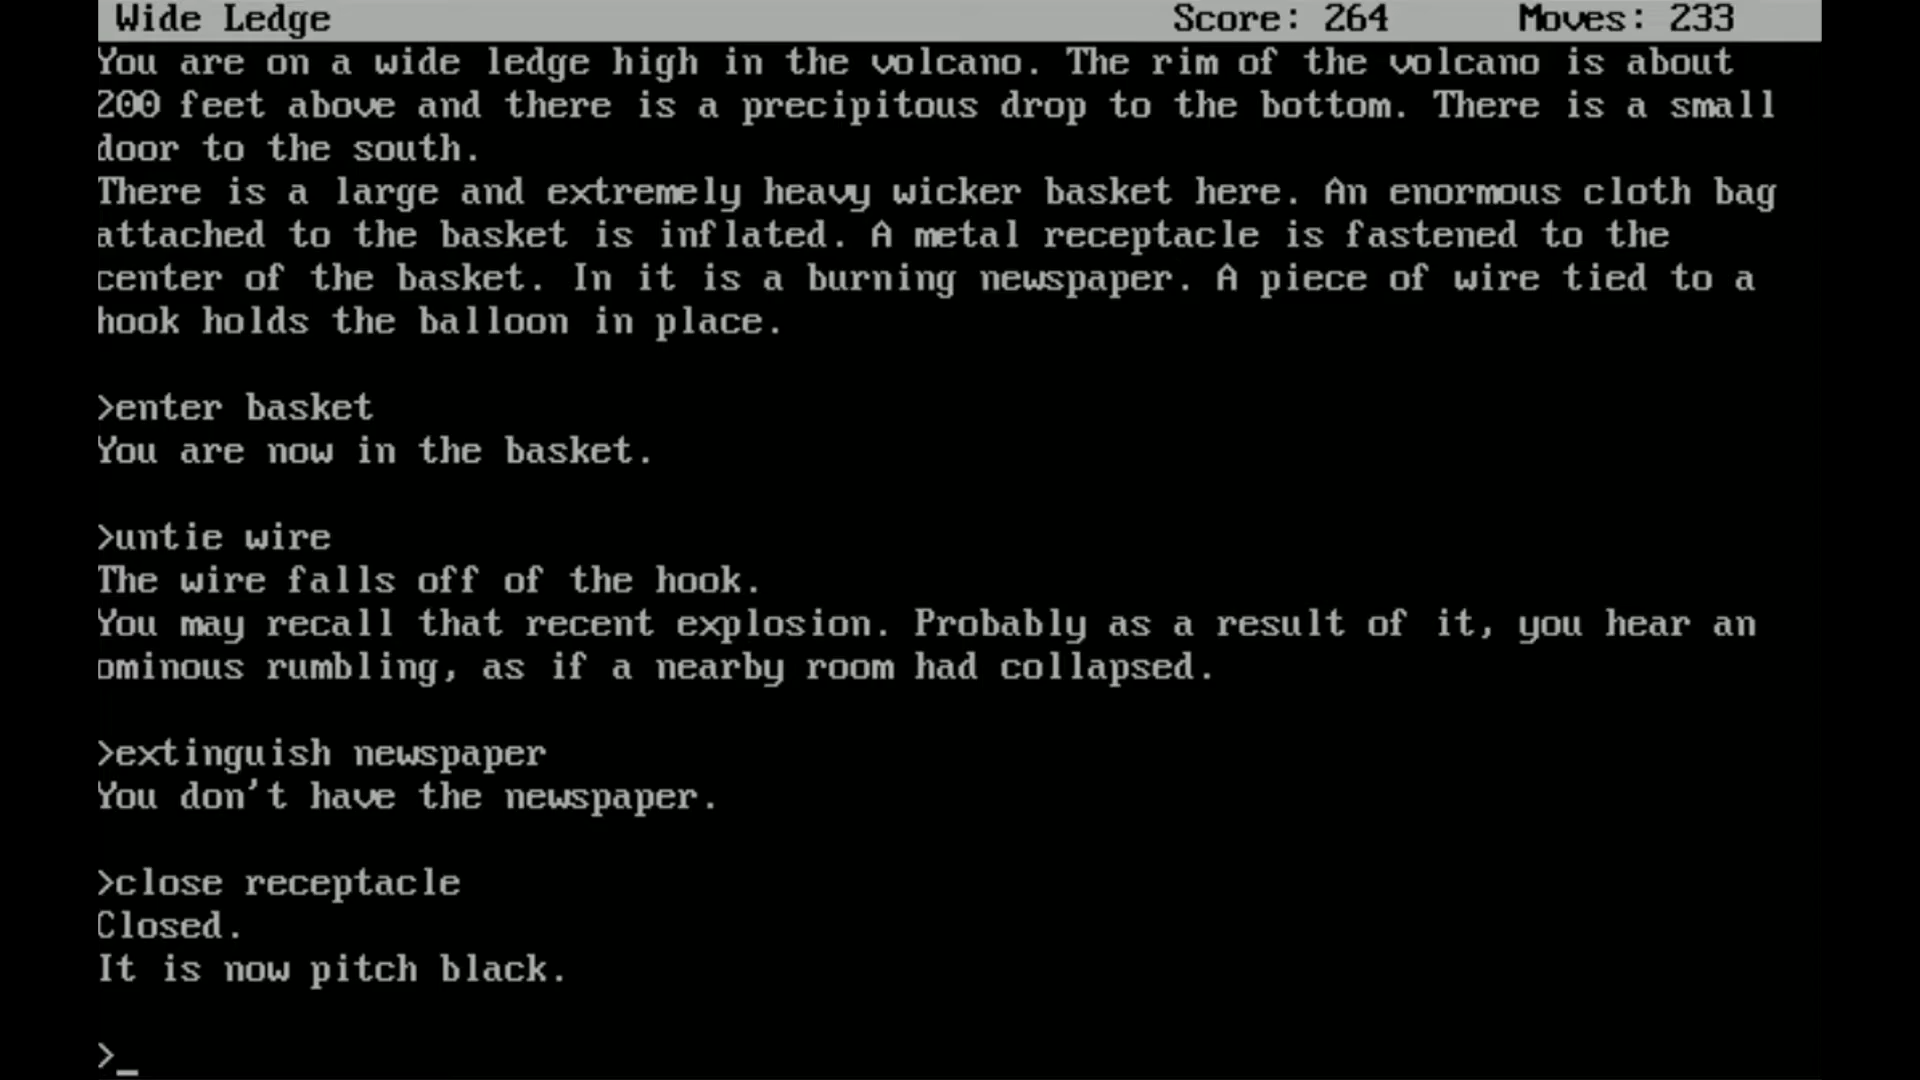 Wide Ledge Score: 264 Moves: 233
You are on a wide ledge high in the volcano. The rim of the volcano is about
200 feet above and there is a precipitous drop to the bottom. There is a small
door to the south.
There is a large and extremely heavy wicker basket here. An enormous cloth bag
attached to the basket is inflated. A metal receptacle is fastened to the
center of the basket. In it is a burning newspaper. A piece of wire tied to a
hook holds the balloon in place.
>enter basket
You are now in the basket.
>untie wire
The wire falls off of the hook.
You may recall that recent explosion. Probably as a result of it, you hear an
ominous rumbling, as if a nearby room had collapsed.
>extinguish newspaper
You don't have the newspaper.
>close receptacle
Closed.
It is now pitch black.
>_